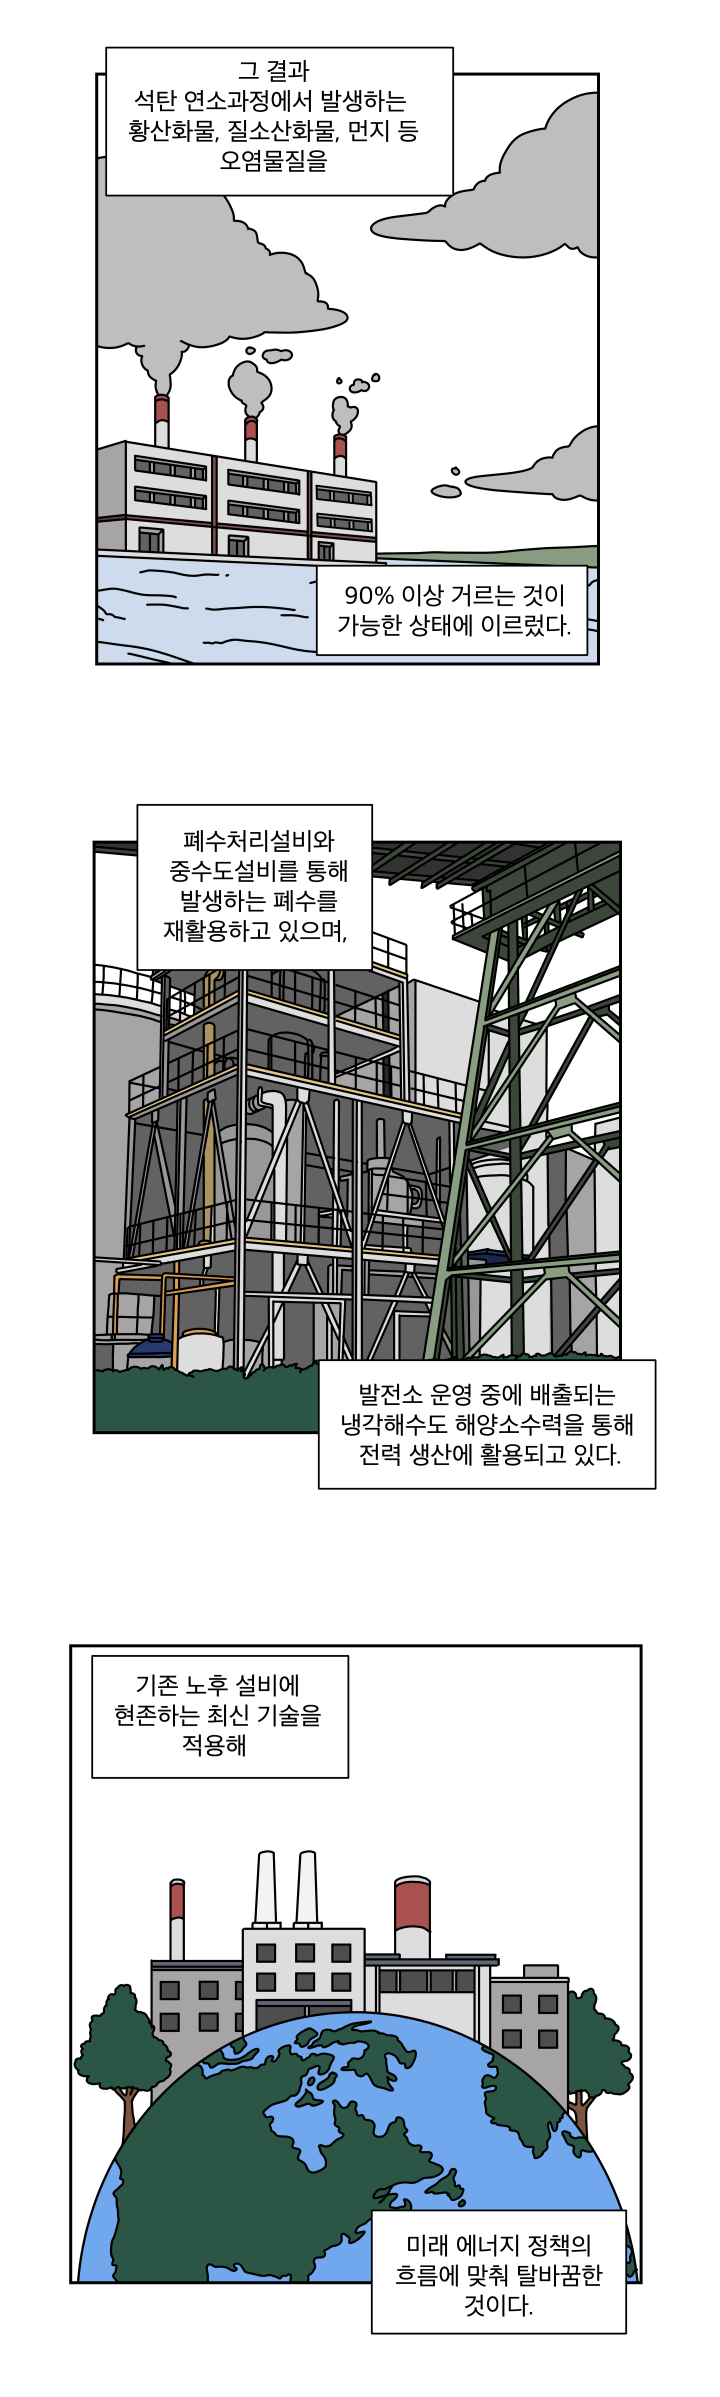 그 결과
석탄 연소과정에서 발생하는
황산화물, 질소산화물, 먼지 등
오염물질을
90% 이상 거르는 것이
가능한 상태에 이르렀다.
폐수처리설비와
중수도설비를 통해
발생하는 폐수를
재활용하고 있으며,
발전소 운영 중에 배출되는
냉각해수도 해양소수력을 통해
전력 생산에 활용되고 있다.
기존 노후 설비에
현존하는 최신 기술을
적용해
미래 에너지 정책의
흐름에 맞춰 탈바꿈한
것이다.